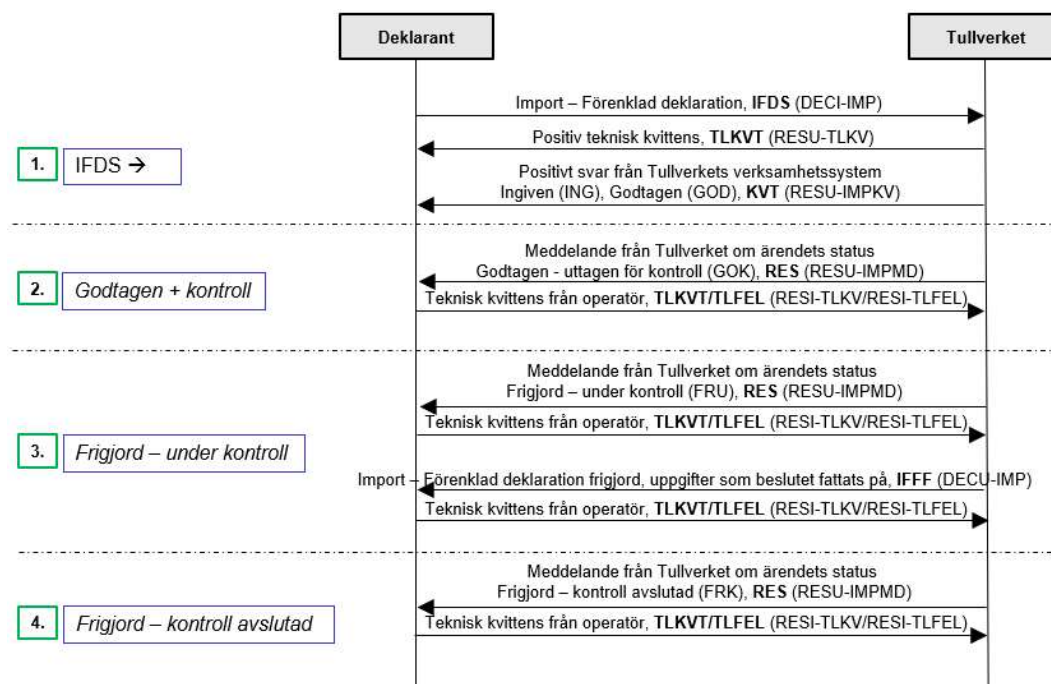 Deklarant
Tullverket
Import – Förenklad deklaration, IFDS (DECI-IMP)
Positiv teknisk kvittens, TLKVT (RESU-TLKV)
1. IFDS →
Positivt svar från Tullverkets verksamhetssystem
Ingiven (ING), Godtagen (GOD), KVT (RESU-IMPKV)
Meddelande från Tullverket om ärendets status
Godtagen - uttagen för kontroll (GOK), RES (RESU-IMPMD)
2. Godtagen + kontroll
Teknisk kvittens från operatör, TLKVT/TLFEL (RESI-TLKV/RESI-TLFEL)
Meddelande från Tullverket om ärendets status
Frigjord – under kontroll (FRU), RES (RESU-IMPMD)
Teknisk kvittens från operatör, TLKVT/TLFEL (RESI-TLKV/RESI-TLFEL)
3. Frigjord – under kontroll
Import – Förenklad deklaration frigjord, uppgifter som beslutet fattats på, IFFF (DECU-IMP)
Teknisk kvittens från operatör, TLKVT/TLFEL (RESI-TLKV/RESI-TLFEL)
Meddelande från Tullverket om ärendets status
Frigjord – kontroll avslutad (FRK), RES (RESU-IMPMD)
4. Frigjord – kontroll avslutad
Teknisk kvittens från operatör, TLKVT/TLFEL (RESI-TLKV/RESI-TLFEL)